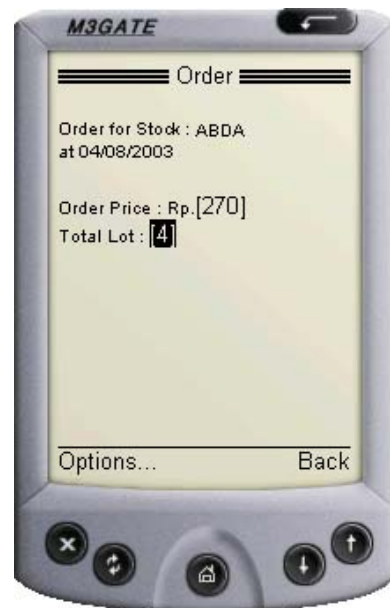 M3GATE
Order
Order for Stock : ABDA
at 04/08/2003
Order Price : Rp.[270]
Total Lot : [4]
Options... Back